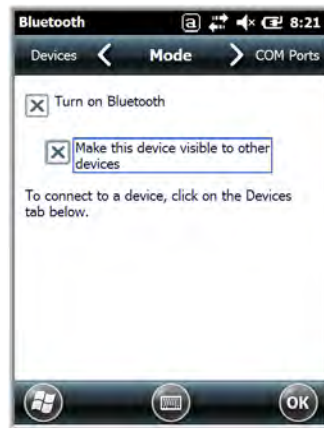 Bluetooth a 8:21
Devices Mode COM Ports
Turn on Bluetooth
Make this device visible to other
devices
To connect to a device, click on the Devices
tab below.
OK